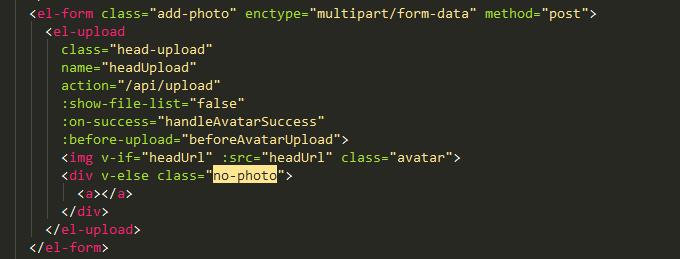 <el-form class="add-photo" enctype="multipart/form-data" method="post">
<el-upload
class="head-upload"
name="headUpload"
action="/api/upload"
:show-file-list="false"
:on-success="handleAvatarSuccess"
:before-upload="beforeAvatarUpload">
<img v-if="headUrl" :src="headUrl" class="avatar">
<div v-else class="no-photo">
<a></a>
</div>
</el-upload>
</el-form>